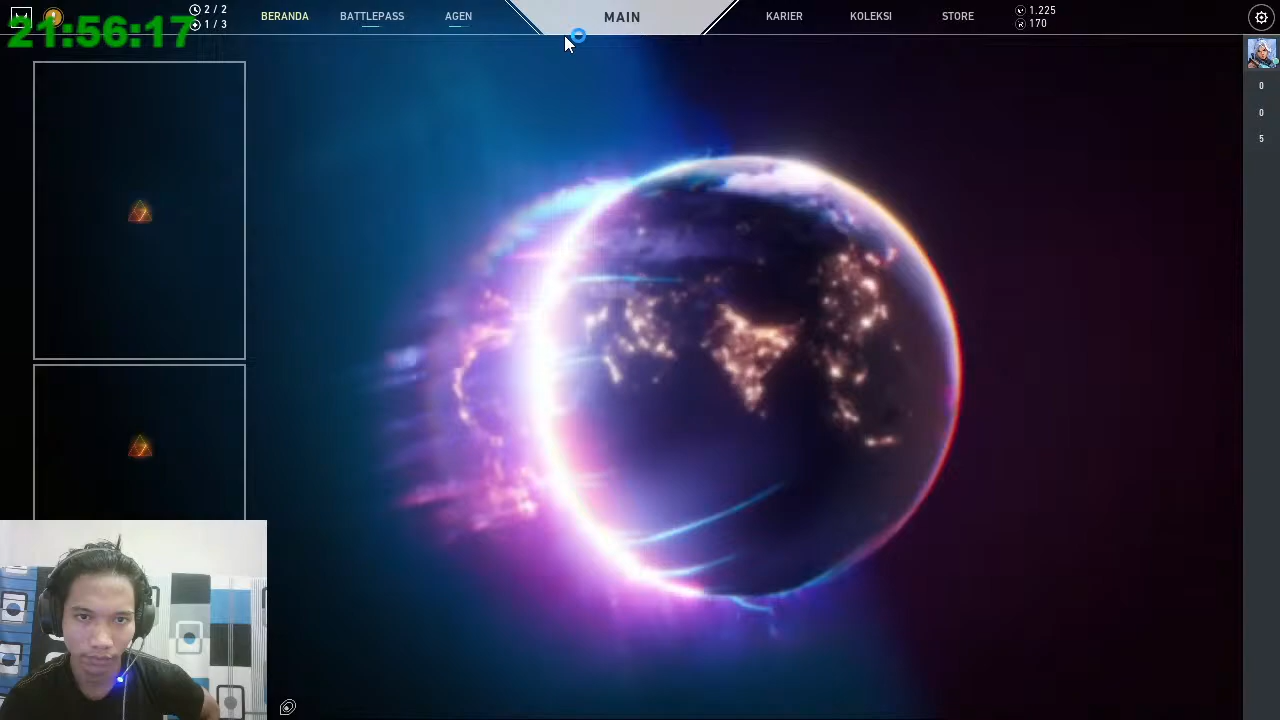 21:56:17
2 / 2
1 / 3
BERANDA
BATTLEPASS
AGEN
MAIN
KARIER
KOLEKSI
STORE
1.225
170
0
0
5